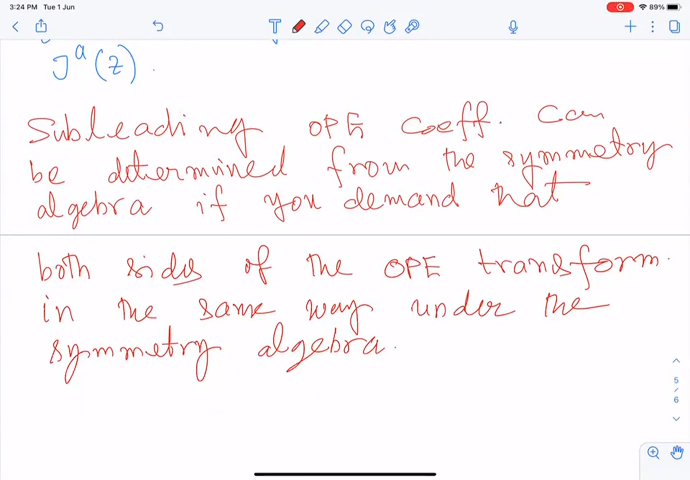 3:24 PM Tue 1 Jun
89%
J^a(z).
Subleading OPE coeff. can
be determined from the symmetry
algebra if you demand that
both sides of the OPE transform.
in the same way under the
symmetry algebra.
5
/
6